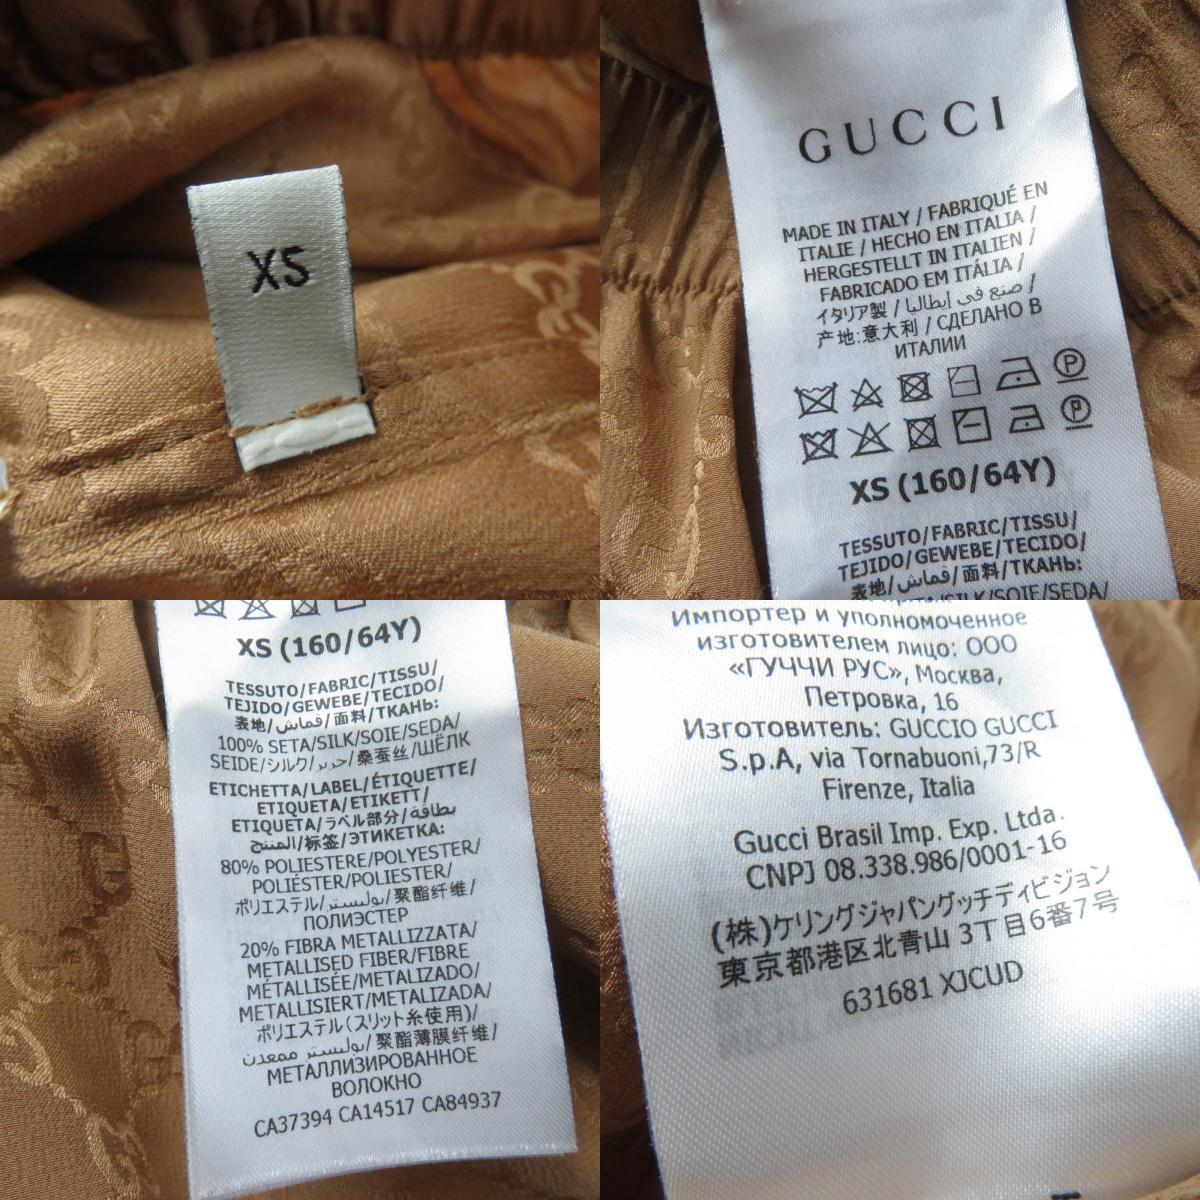 XS
GUCCI
MADE IN ITALY / FABRIQUÉ EN
ITALIE / HECHO EN ITALIA /
HERGESTELLT IN ITALIEN /
FABRICADO EM ITÁLIA /
イタリア製 / صنع في إيطاليا /
产地:意大利 / СДЕЛАНО В
ИТАЛИИ
P
P
XS (160/64Y)
TESSUTO/FABRIC/TISSU/
TEJIDO/GEWEBE/TECIDO/
表地/قماش/面料/ТКАНЬ:
SILK/SOIE/SEDA/
XS (160/64Y)
TESSUTO/FABRIC/TISSU/
TEJIDO/GEWEBE/TECIDO/
表地/قماش/面料/ТКАНЬ:
100% SETA/SILK/SOIE/SEDA/
SEIDE/シルク/حرير/桑蚕丝/ШЁЛК
ETICHETTA/LABEL/ÉTIQUETTE/
ETIQUETA/ETIKETT/
ETIQUETA/ラベル部分/بطاقة
المنتج/标签/ЭТИКЕТКА:
80% POLIESTERE/POLYESTER/
POLIÉSTER/POLIESTER/
ポリエステル/بوليستر/聚酯纤维/
ПОЛИЭСТЕР
20% FIBRA METALLIZZATA/
METALLISED FIBER/FIBRE
MÉTALLISÉE/METALIZADO/
METALLISIERT/METALIZADA/
ポリエステル(スリット糸使用)/
بوليستر ممعدن/聚酯薄膜纤维/
МЕТАЛЛИЗИРОВАННОЕ
ВОЛОКНО
CA37394 CA14517 CA84937
Импортер и уполномоченное
изготовителем лицо: ООО
«ГУЧЧИ РУС», Москва,
Петровка, 16
Изготовитель: GUCCIO GUCCI
S.p.A, via Tornabuoni,73/R
Firenze, Italia
Gucci Brasil Imp. Exp. Ltda.
CNPJ 08.338.986/0001-16
(株)ケリングジャパングッチディビジョン
東京都港区北青山 3丁目6番7号
631681 XJCUD